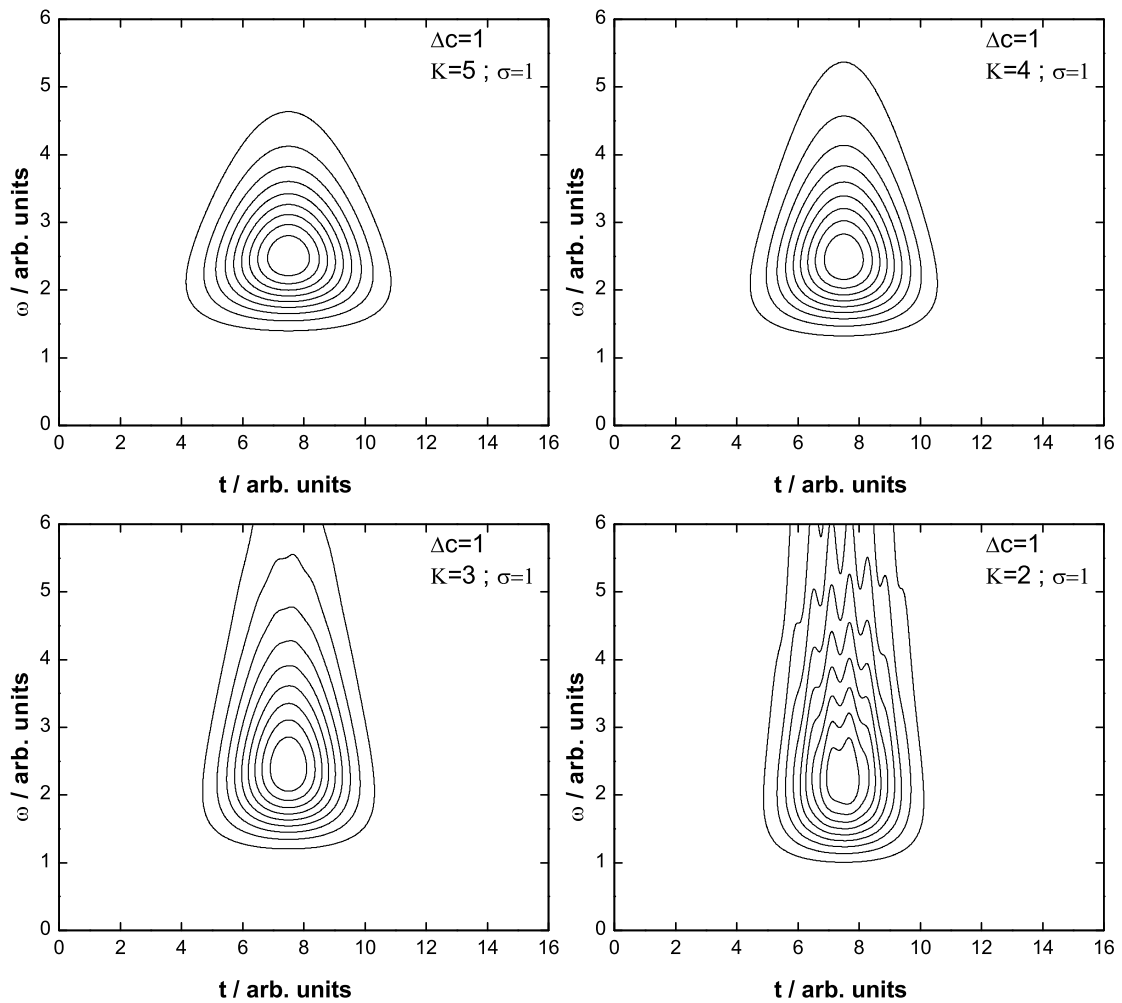 6
5
4
3
2
1
0
ω / arb. units
Δc=1
K=5 ; σ=1
0 2 4 6 8 10 12 14 16
t / arb. units
6
5
4
3
2
1
0
ω / arb. units
Δc=1
K=4 ; σ=1
0 2 4 6 8 10 12 14 16
t / arb. units
6
5
4
3
2
1
0
ω / arb. units
Δc=1
K=3 ; σ=1
0 2 4 6 8 10 12 14 16
t / arb. units
6
5
4
3
2
1
0
ω / arb. units
Δc=1
K=2 ; σ=1
0 2 4 6 8 10 12 14 16
t / arb. units